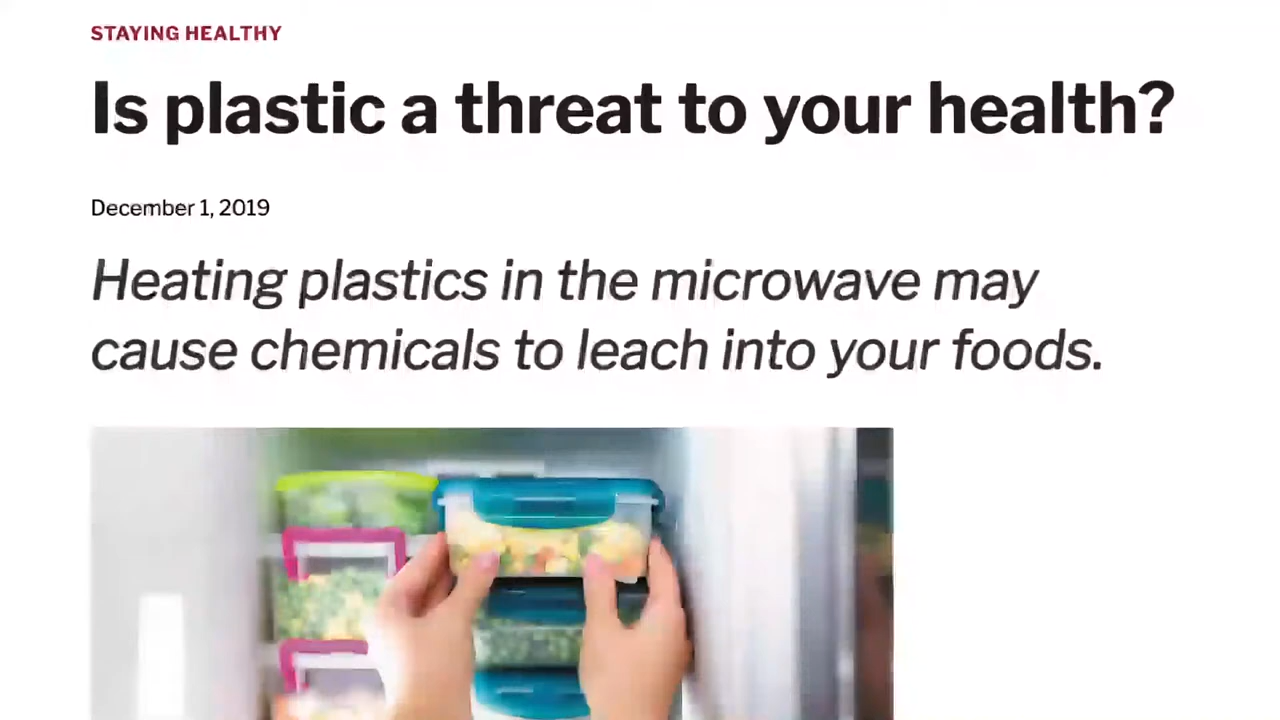 STAYING HEALTHY
Is plastic a threat to your health?
December 1, 2019
Heating plastics in the microwave may
cause chemicals to leach into your foods.